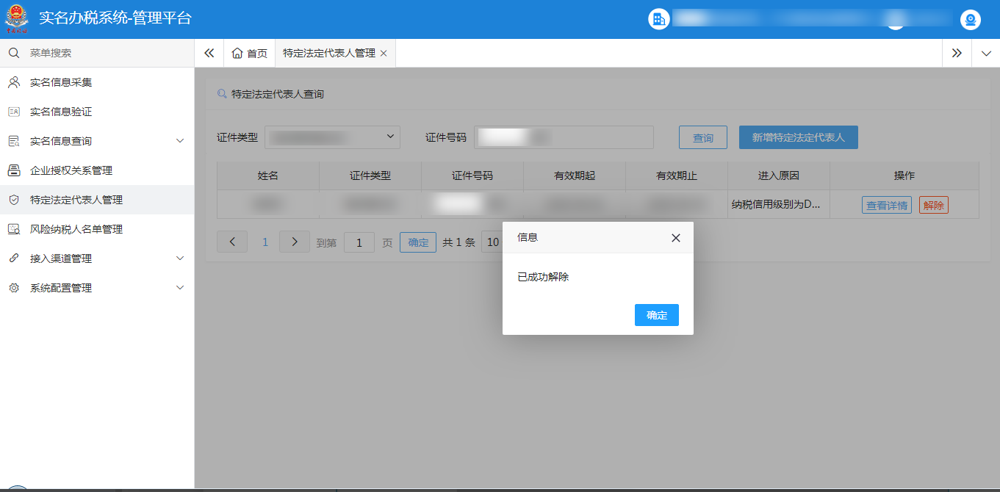 实名办税系统-管理平台
菜单搜索
首页
特定法定代表人管理
实名信息采集
实名信息验证
实名信息查询
企业授权关系管理
特定法定代表人管理
风险纳税人名单管理
接入渠道管理
系统配置管理
特定法定代表人查询
证件类型 证件号码 查询 新增特定法定代表人
姓名 证件类型 证件号码 有效期起 有效期止 进入原因 操作
纳税信用级别为D... 查看详情 解除
1 到第 1 页 确定 共 1 条 10
信息
已成功解除
确定